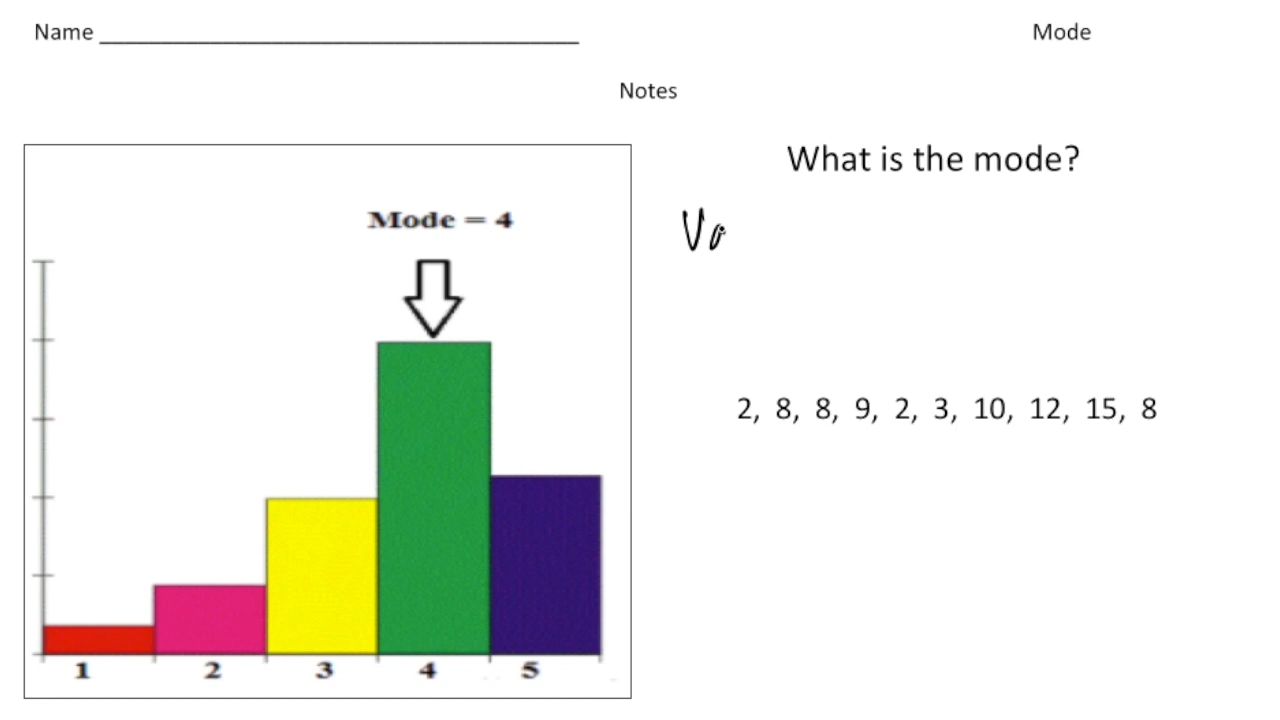 Name ____________________ Mode
Notes
What is the mode?
Mode = 4
2, 8, 8, 9, 2, 3, 10, 12, 15, 8
1 2 3 4 5